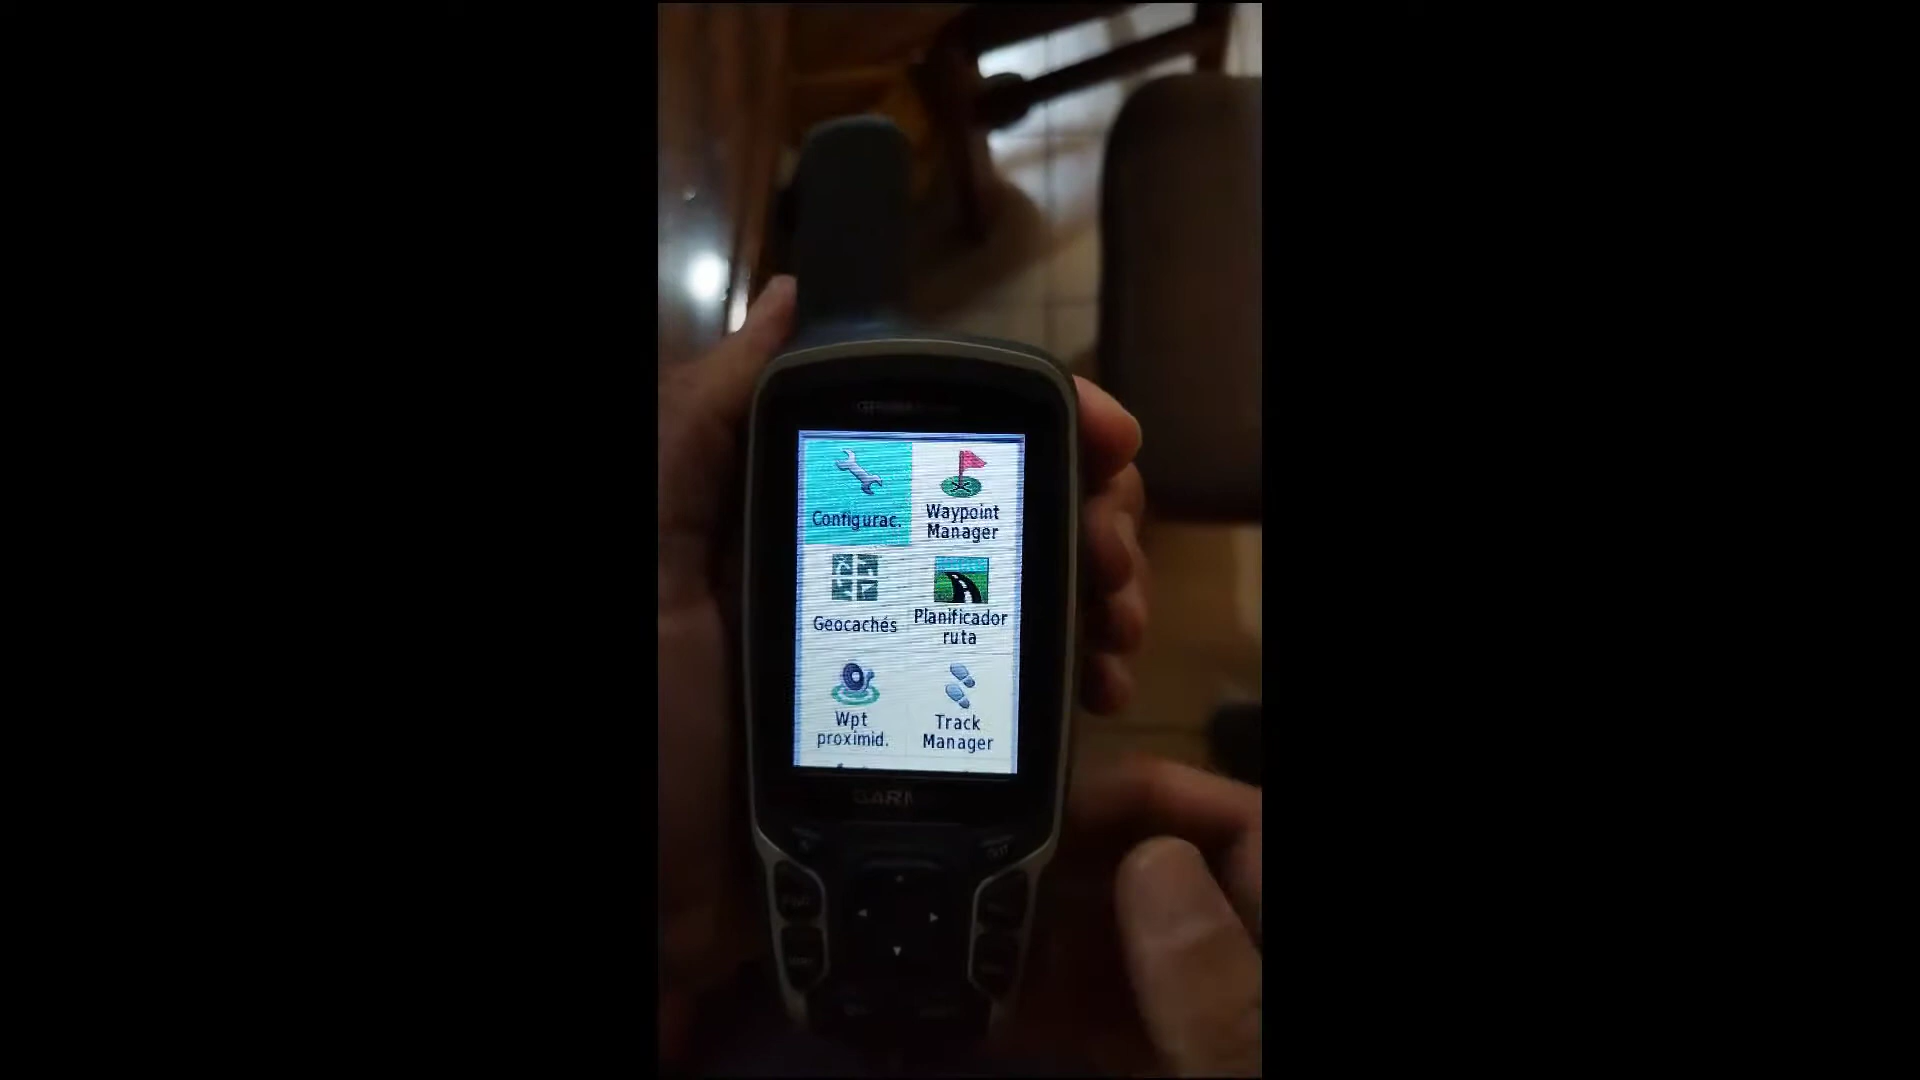 Configurac.
Waypoint
Manager
Geocachés
Planificador
ruta
Wpt
proximid.
Track
Manager